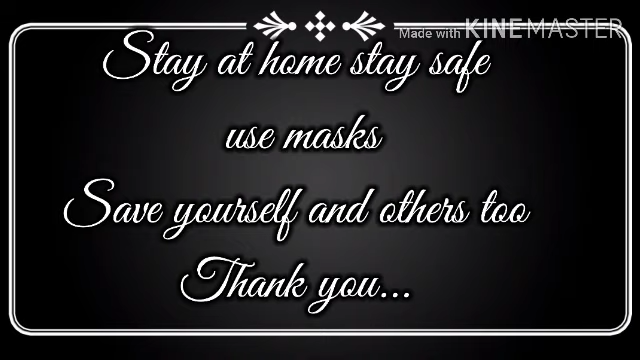 Made with KINEMASTER
Stay at home stay safe
use masks
Save yourself and others too
Thank you...